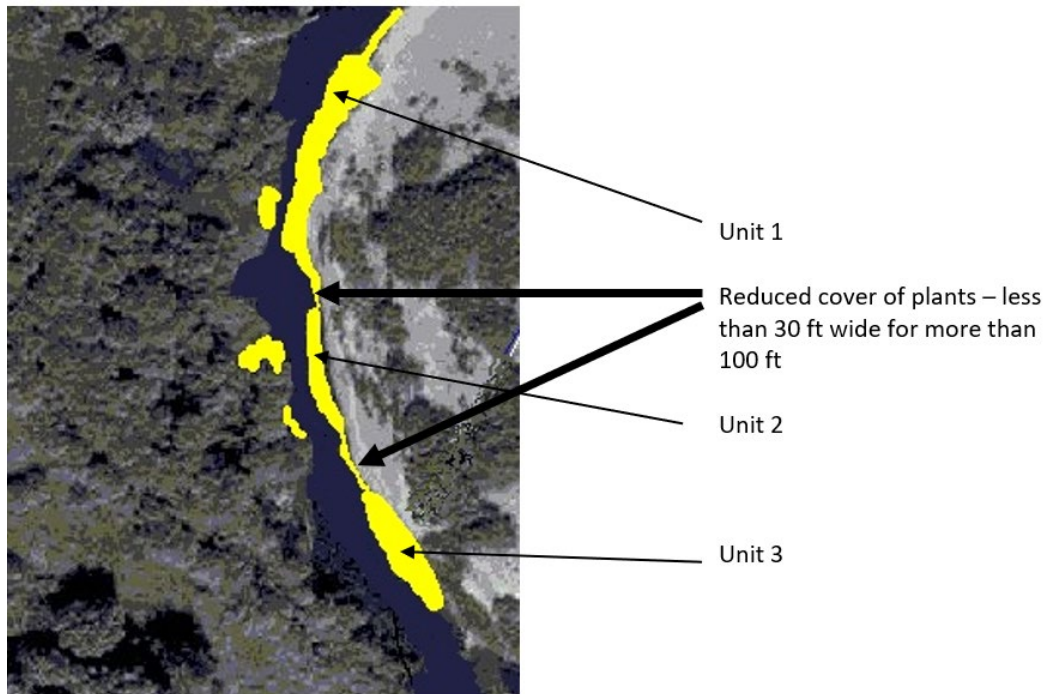 Unit 1
Reduced cover of plants – less
than 30 ft wide for more than
100 ft
Unit 2
Unit 3